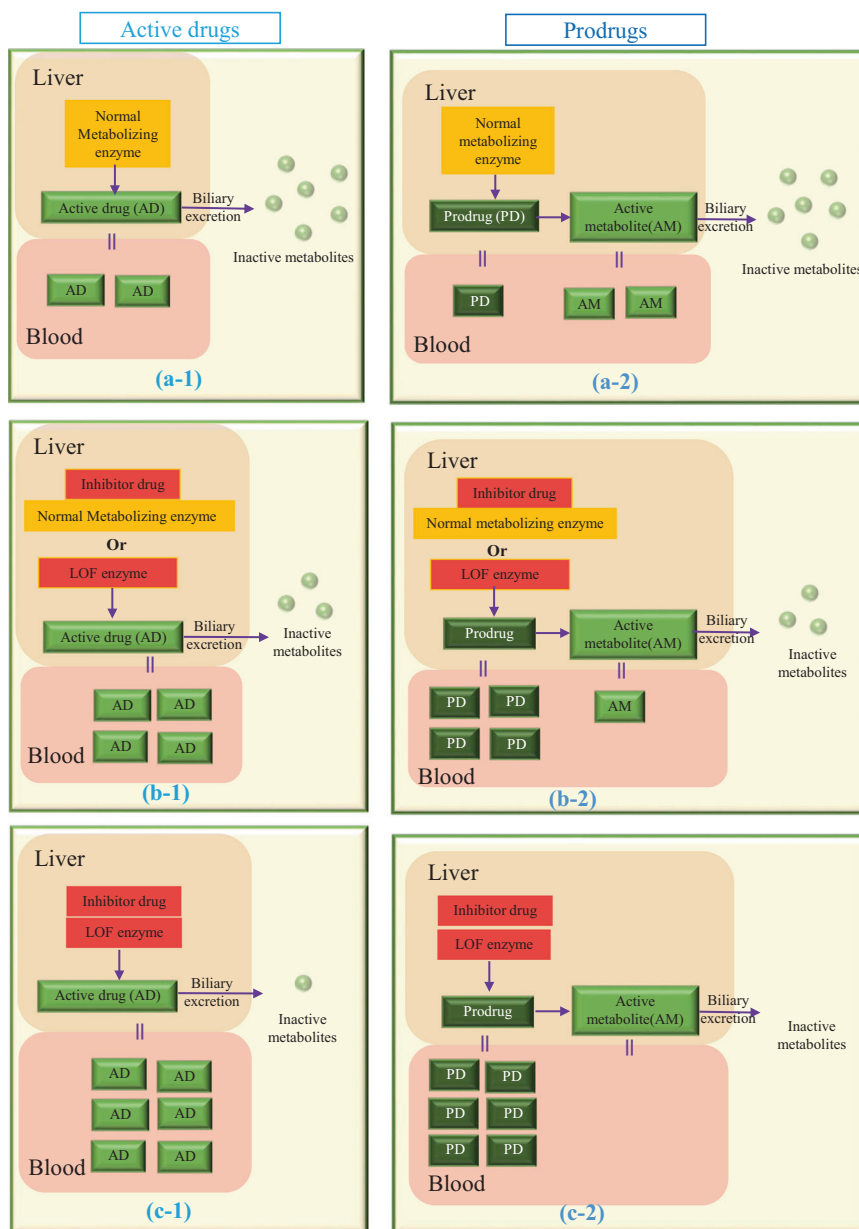 Active drugs
Prodrugs
Liver
Normal
Metabolizing
enzyme
Active drug (AD)
Biliary
excretion
Inactive metabolites
AD
AD
Blood
(a-1)
Liver
Normal
metabolizing
enzyme
Prodrug (PD)
Active
metabolite(AM)
Biliary
excretion
Inactive metabolites
PD
AM
AM
Blood
(a-2)
Liver
Inhibitor drug
Normal Metabolizing enzyme
Or
LOF enzyme
Active drug (AD)
Biliary
excretion
Inactive
metabolites
AD
AD
AD
AD
Blood
(b-1)
Liver
Inhibitor drug
Normal metabolizing enzyme
Or
LOF enzyme
Prodrug
Active
metabolite(AM)
Biliary
excretion
Inactive
metabolites
PD
PD
AM
PD
PD
Blood
(b-2)
Liver
Inhibitor drug
LOF enzyme
Active drug (AD)
Biliary
excretion
Inactive
metabolites
AD
AD
AD
AD
AD
AD
Blood
(c-1)
Liver
Inhibitor drug
LOF enzyme
Prodrug
Active
metabolite(AM)
Biliary
excretion
Inactive
metabolites
PD
PD
PD
PD
PD
PD
Blood
(c-2)